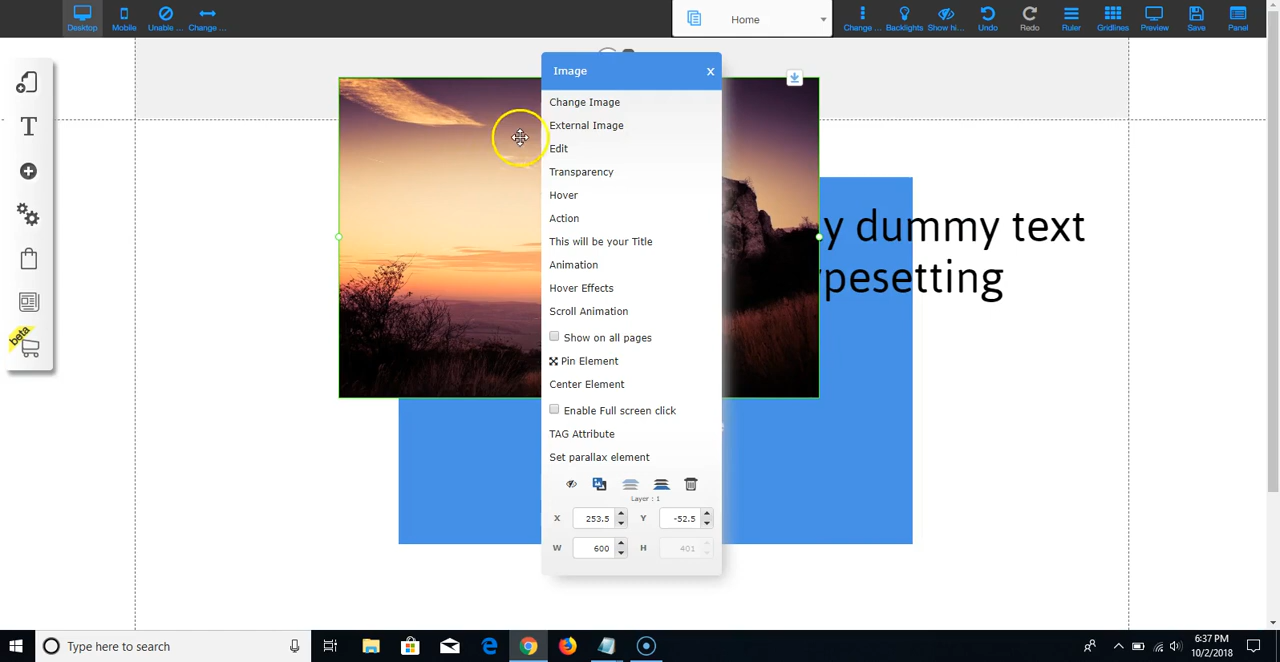 Desktop
Mobile
Unable ...
Change ...
Home
Change ...
Backlights
Show hi...
Undo
Redo
Ruler
Gridlines
Preview
Save
Panel
Image
X
Change Image
External Image
Edit
Transparency
Hover
Action
This will be your Title
Animation
Hover Effects
Scroll Animation
Show on all pages
Pin Element
Center Element
Enable Full screen click
TAG Attribute
Set parallax element
Layer : 1
X 253.5 Y -52.5
W 600 H 401
y dummy text
pesetting
T
beta
Type here to search
6:37 PM
10/2/2018